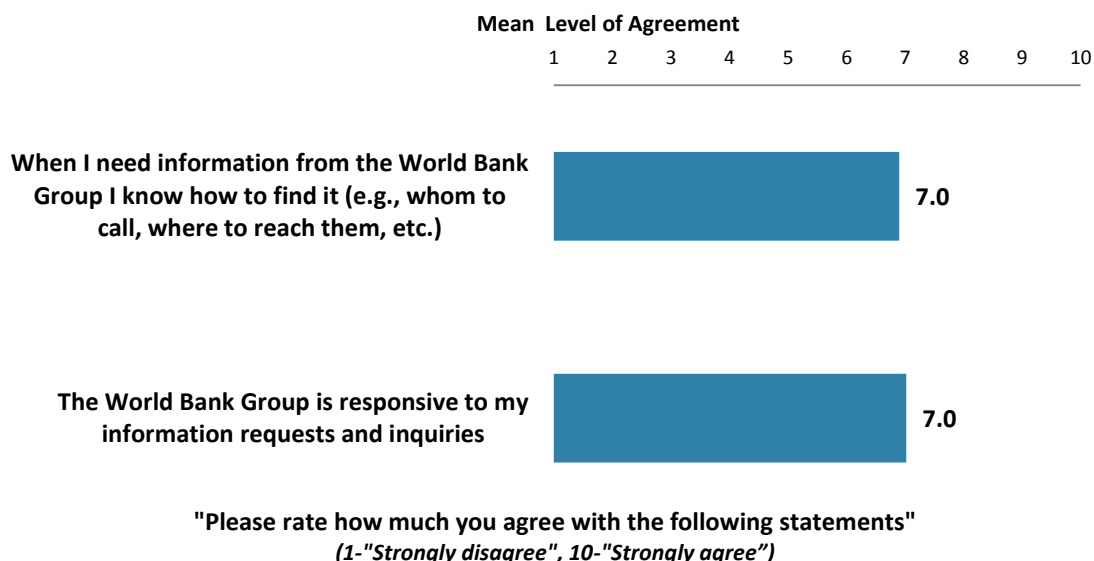 Mean Level of Agreement
1 2 3 4 5 6 7 8 9 10
When I need information from the World Bank
Group I know how to find it (e.g., whom to
call, where to reach them, etc.)
7.0
The World Bank Group is responsive to my
information requests and inquiries
7.0
"Please rate how much you agree with the following statements"
(1-"Strongly disagree", 10-"Strongly agree”)